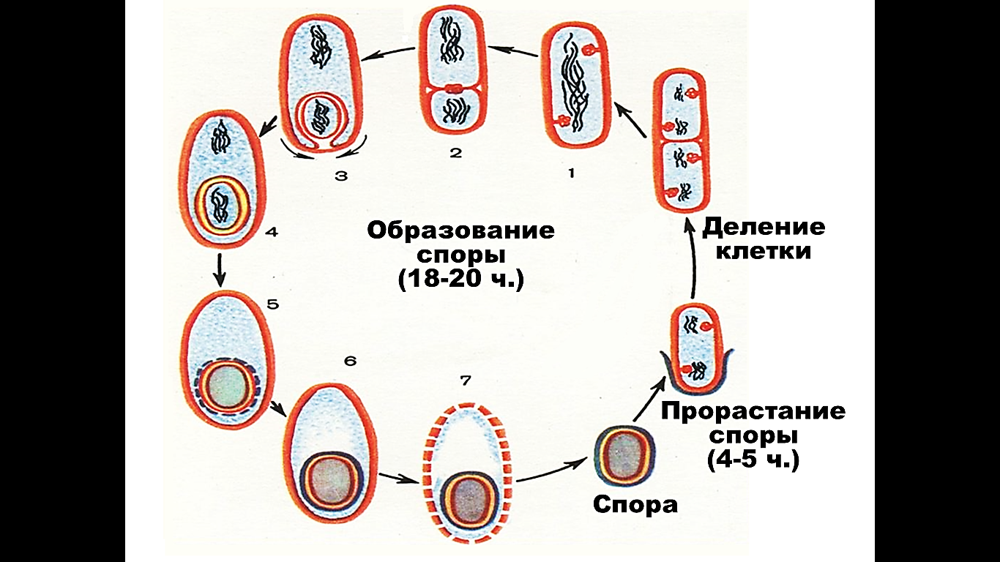 3
2
1
4
Образование
споры
(18-20 ч.)
Деление
клетки
5
6
7
Прорастание
споры
(4-5 ч.)
Спора